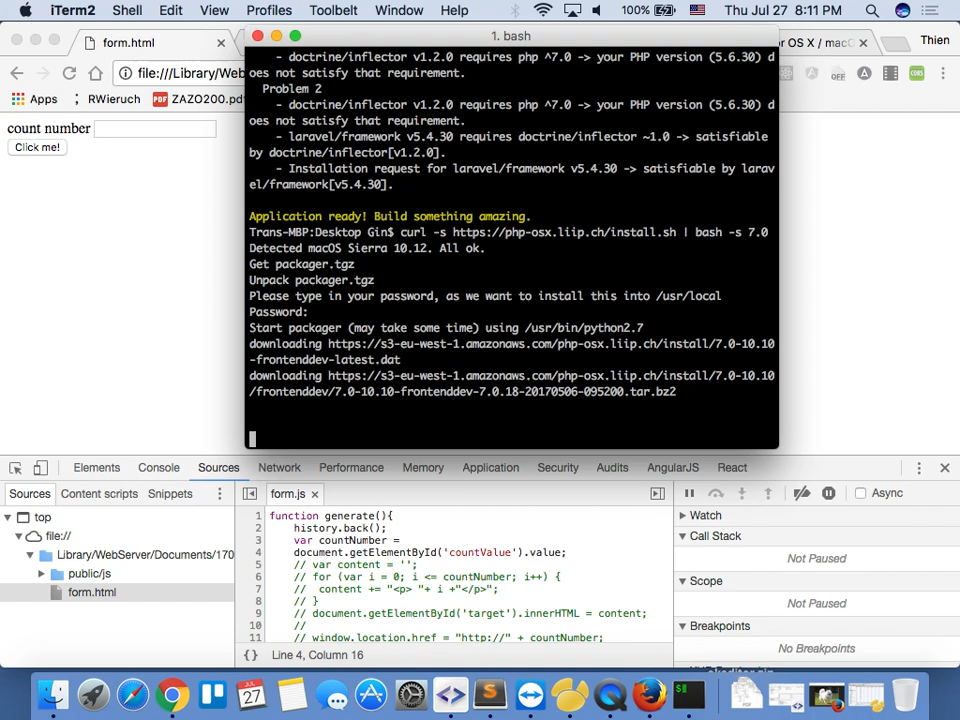 iTerm2 Shell Edit View Profiles Toolbelt Window Help 100% Thu Jul 27 8:11 PM
form.html
1. bash
or OS X / mac
Thien
file:///Library/Web
OFF
CORS
Apps
RWieruch
PDF ZAZO200.pdf
count number
Click me!
- doctrine/inflector v1.2.0 requires php ^7.0 -> your PHP version (5.6.30) d
oes not satisfy that requirement.
Problem 2
- doctrine/inflector v1.2.0 requires php ^7.0 -> your PHP version (5.6.30) d
oes not satisfy that requirement.
- laravel/framework v5.4.30 requires doctrine/inflector ~1.0 -> satisfiable
by doctrine/inflector[v1.2.0].
- Installation request for laravel/framework v5.4.30 -> satisfiable by larav
el/framework[v5.4.30].
Application ready! Build something amazing.
Trans-MBP:Desktop Gin$ curl -s https://php-osx.liip.ch/install.sh | bash -s 7.0
Detected macOS Sierra 10.12. All ok.
Get packager.tgz
Unpack packager.tgz
Please type in your password, as we want to install this into /usr/local
Password:
Start packager (may take some time) using /usr/bin/python2.7
downloading https://s3-eu-west-1.amazonaws.com/php-osx.liip.ch/install/7.0-10.10
-frontenddev-latest.dat
downloading https://s3-eu-west-1.amazonaws.com/php-osx.liip.ch/install/7.0-10.10
/frontenddev/7.0-10.10-frontenddev-7.0.18-20170506-095200.tar.bz2
Elements Console Sources Network Performance Memory Application Security Audits AngularJS React
Sources Content scripts Snippets
form.js
Async
top
file://
Library/WebServer/Documents/170
public/js
form.html
1 function generate(){
2 history.back();
3 var countNumber =
4 document.getElementById('countValue').value;
5 // var content = '';
6 // for (var i = 0; i <= countNumber; i++) {
7 // content += "<p> "+ i +"</p>";
8 // }
9 // document.getElementById('target').innerHTML = content;
10 //
11 // window.location.href = "http://" + countNumber;
{} Line 4, Column 16
Watch
Call Stack
Not Paused
Scope
Not Paused
Breakpoints
No Breakpoints
JUL
27